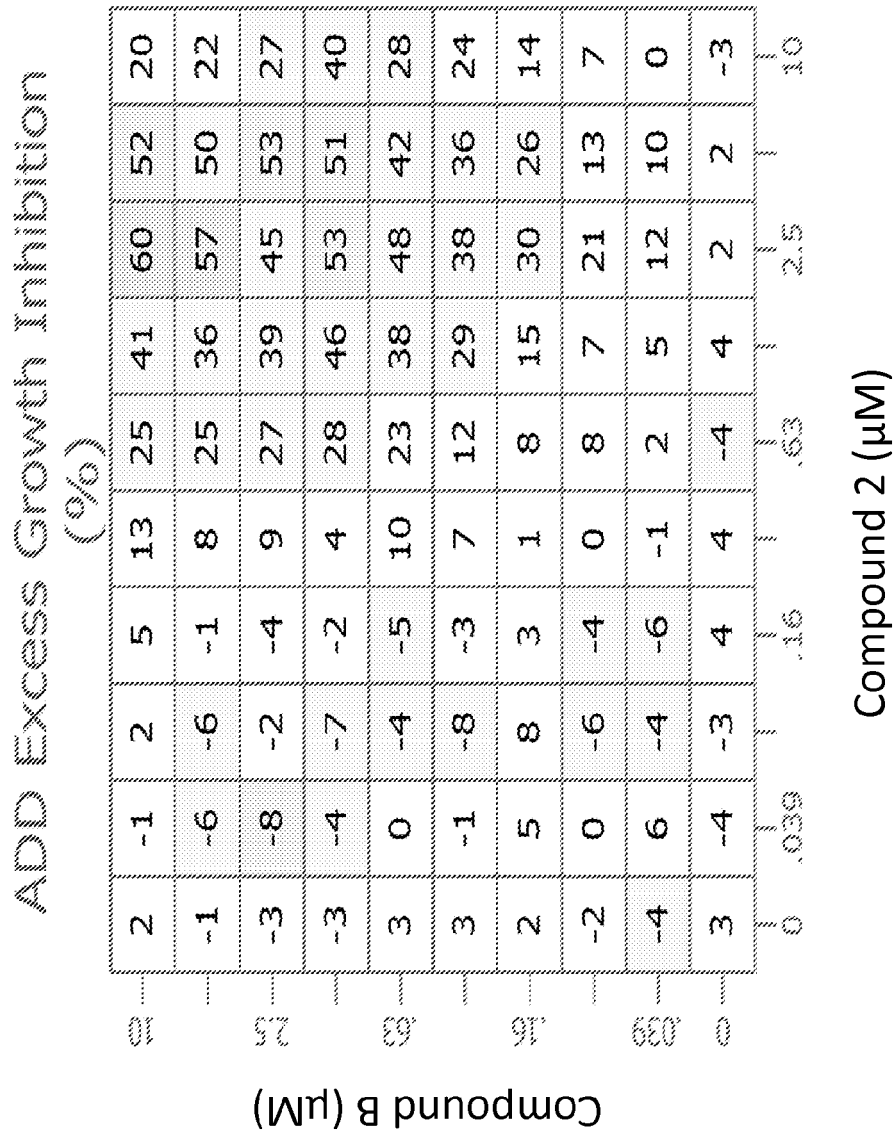 ADD Excess Growth Inhibition
(%)
10 2 -1 2 5 13 25 41 60 52 20
-1 -6 -6 -1 8 25 36 57 50 22
2.5 -3 -8 -2 -4 9 27 39 45 53 27
-3 -4 -7 -2 4 28 46 53 51 40
.63 3 0 -4 -5 10 23 38 48 42 28
3 -1 -8 -3 7 12 29 38 36 24
.16 2 5 8 3 1 8 15 30 26 14
-2 0 -6 -4 0 8 7 21 13 7
.039 -4 6 -4 -6 -1 2 5 12 10 0
0 3 -4 -3 4 4 -4 4 2 2 -3
0 .039 .16 .63 2.5 10
Compound B (µM)
Compound 2 (µM)